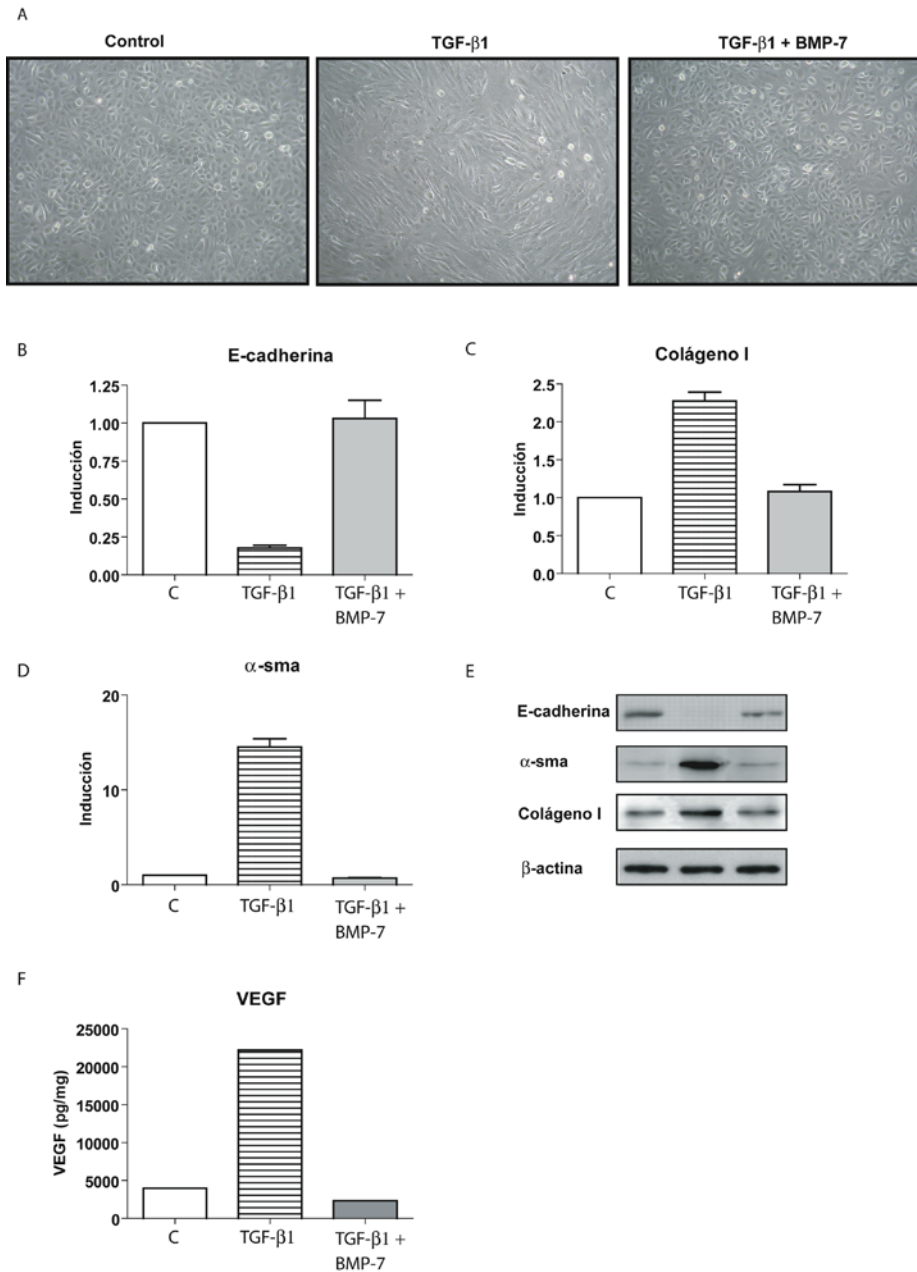 A
Control
TGF-β1
TGF-β1 + BMP-7
B
E-cadherina
Inducción
1.25
1.00
0.75
0.50
0.25
0.00
C
TGF-β1
TGF-β1 +
BMP-7
C
Colágeno I
Inducción
2.5
2.0
1.5
1.0
0.5
0.0
C
TGF-β1
TGF-β1 +
BMP-7
D
α-sma
Inducción
20
10
0
C
TGF-β1
TGF-β1 +
BMP-7
E
E-cadherina
α-sma
Colágeno I
β-actina
F
VEGF
VEGF (pg/mg)
25000
20000
15000
10000
5000
0
C
TGF-β1
TGF-β1 +
BMP-7